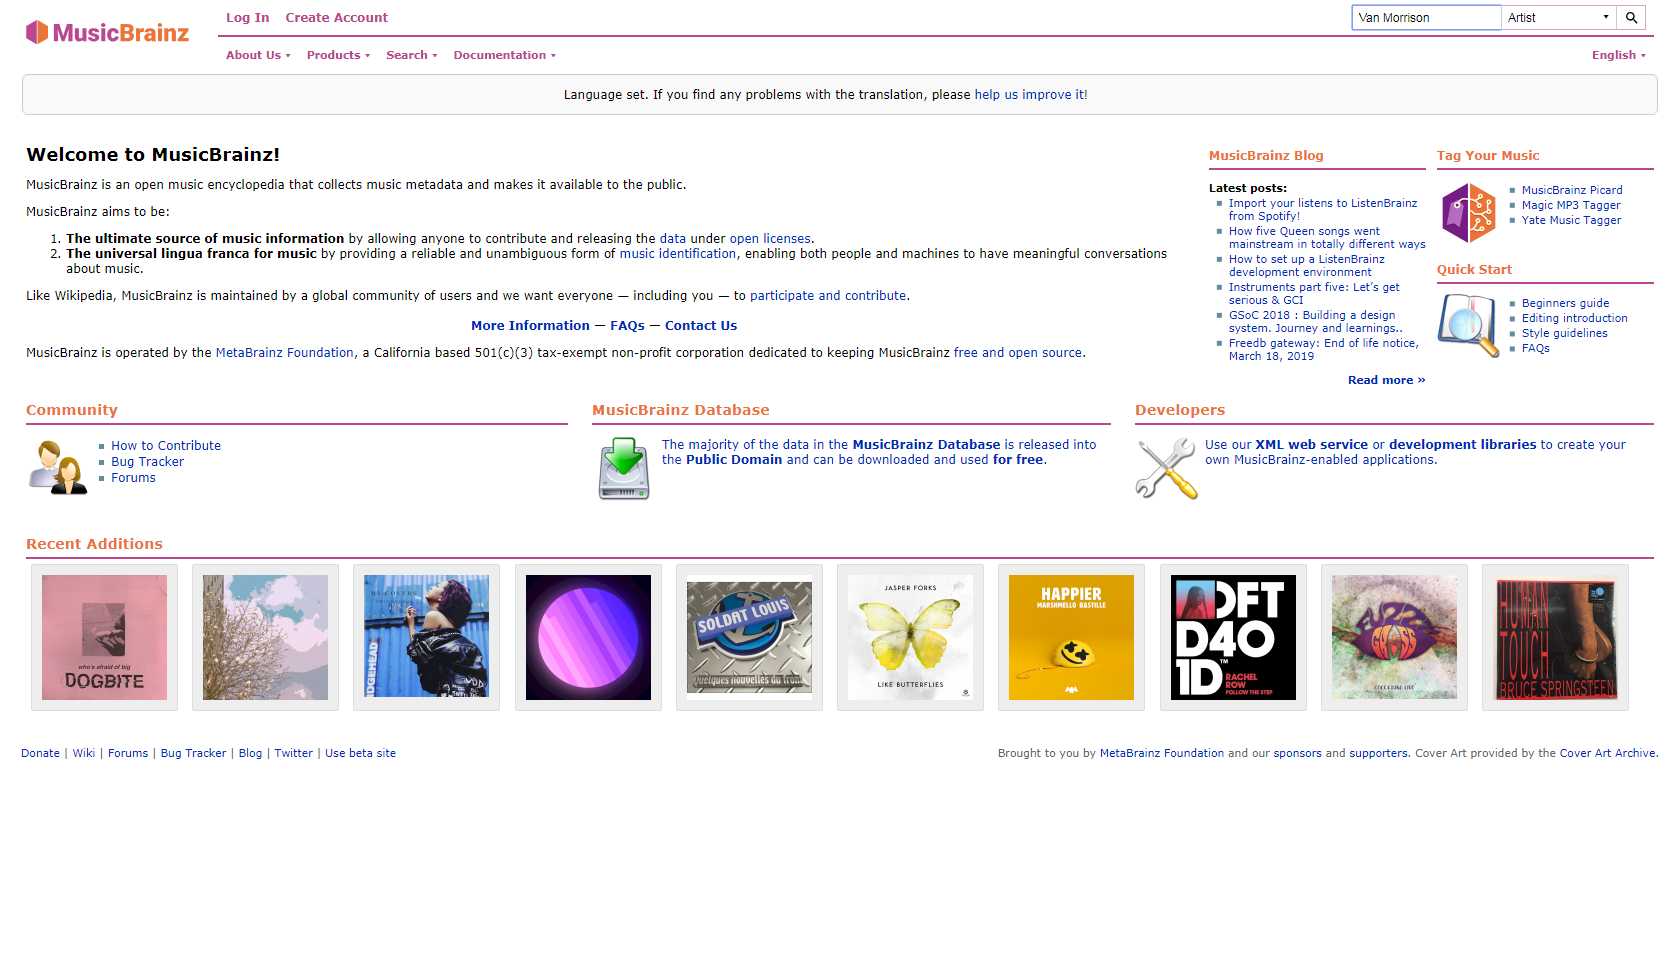 MusicBrainz
Log In Create Account
Van Morrison Artist
About Us Products Search Documentation
English
Language set. If you find any problems with the translation, please help us improve it!
Welcome to MusicBrainz!
MusicBrainz is an open music encyclopedia that collects music metadata and makes it available to the public.
MusicBrainz aims to be:
1. The ultimate source of music information by allowing anyone to contribute and releasing the data under open licenses.
2. The universal lingua franca for music by providing a reliable and unambiguous form of music identification, enabling both people and machines to have meaningful conversations
about music.
Like Wikipedia, MusicBrainz is maintained by a global community of users and we want everyone — including you — to participate and contribute.
More Information — FAQs — Contact Us
MusicBrainz is operated by the MetaBrainz Foundation, a California based 501(c)(3) tax-exempt non-profit corporation dedicated to keeping MusicBrainz free and open source.
MusicBrainz Blog
Latest posts:
Import your listens to ListenBrainz
from Spotify!
How five Queen songs went
mainstream in totally different ways
How to set up a ListenBrainz
development environment
Instruments part five: Let's get
serious & GCI
GSoC 2018 : Building a design
system. Journey and learnings..
Freedb gateway: End of life notice,
March 18, 2019
Read more »
Tag Your Music
MusicBrainz Picard
Magic MP3 Tagger
Yate Music Tagger
Quick Start
Beginners guide
Editing introduction
Style guidelines
FAQs
Community
How to Contribute
Bug Tracker
Forums
MusicBrainz Database
The majority of the data in the MusicBrainz Database is released into
the Public Domain and can be downloaded and used for free.
Developers
Use our XML web service or development libraries to create your
own MusicBrainz-enabled applications.
Recent Additions
who's afraid of big
DOGBITE
MY COVERS
DGEHEAD
SOLDAT LOUIS
Quelques nouvelles du front
JASPER FORKS
LIKE BUTTERFLIES
HAPPIER
MARSHMELLO BASTILLE
DFT
D40
1D™
RACHEL
ROW
FOLLOW THE STEP
HUMAN
TOUCH
BRUCE SPRINGSTEEN
Donate | Wiki | Forums | Bug Tracker | Blog | Twitter | Use beta site
Brought to you by MetaBrainz Foundation and our sponsors and supporters. Cover Art provided by the Cover Art Archive.